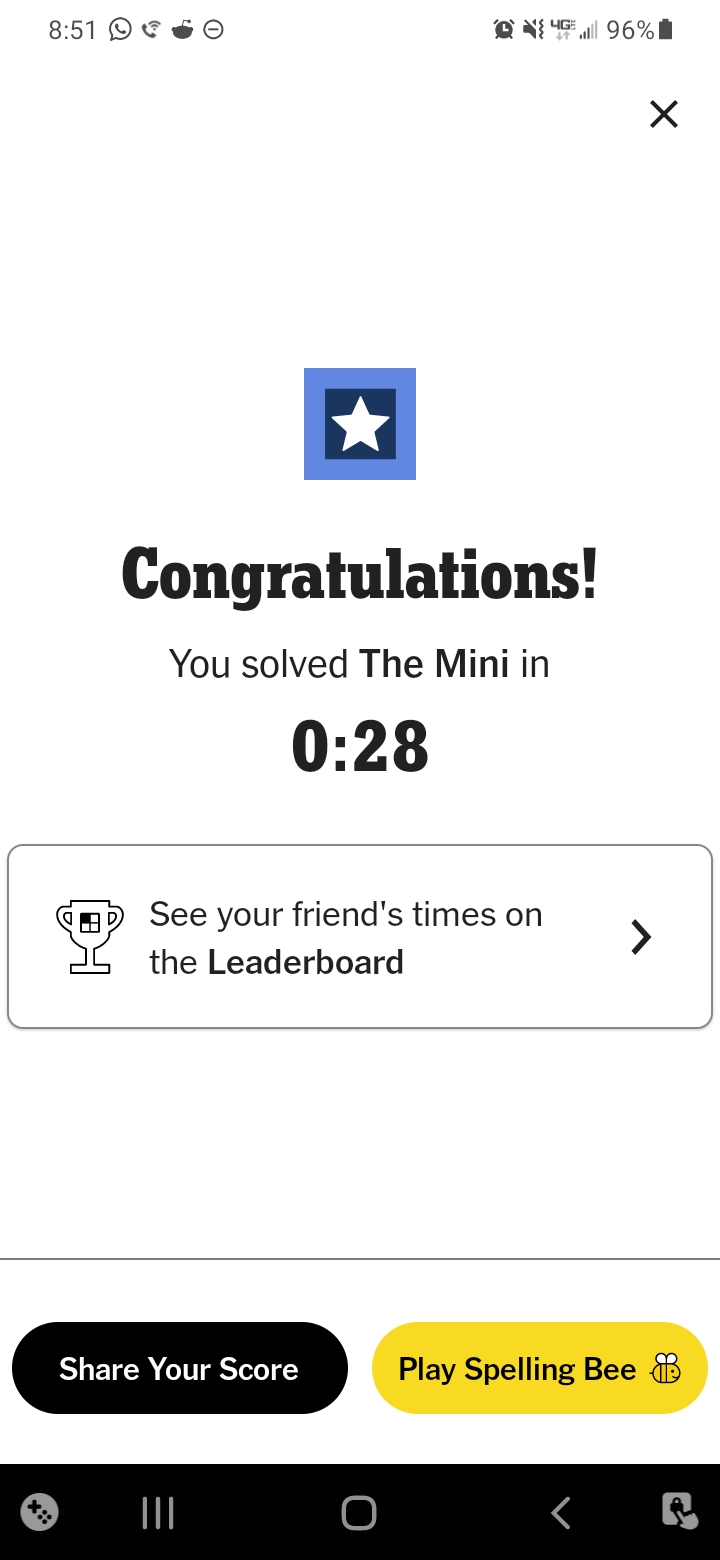 8:51 4GE 96%
Congratulations!
You solved The Mini in
0:28
See your friend's times on
the Leaderboard
Share Your Score
Play Spelling Bee